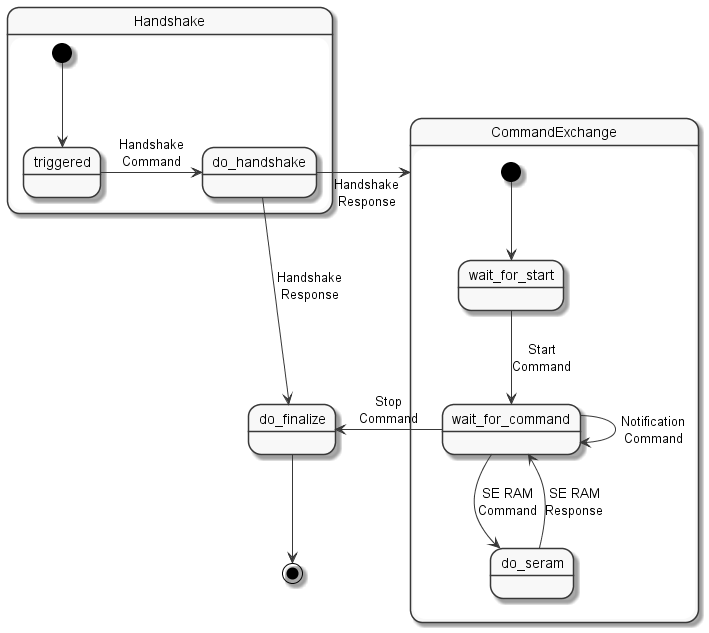 Handshake
triggered
Handshake
Command
do_handshake
Handshake
Response
CommandExchange
wait_for_start
Handshake
Response
Start
Command
do_finalize
Stop
Command
wait_for_command
Notification
Command
SE RAM
Command
SE RAM
Response
do_seram